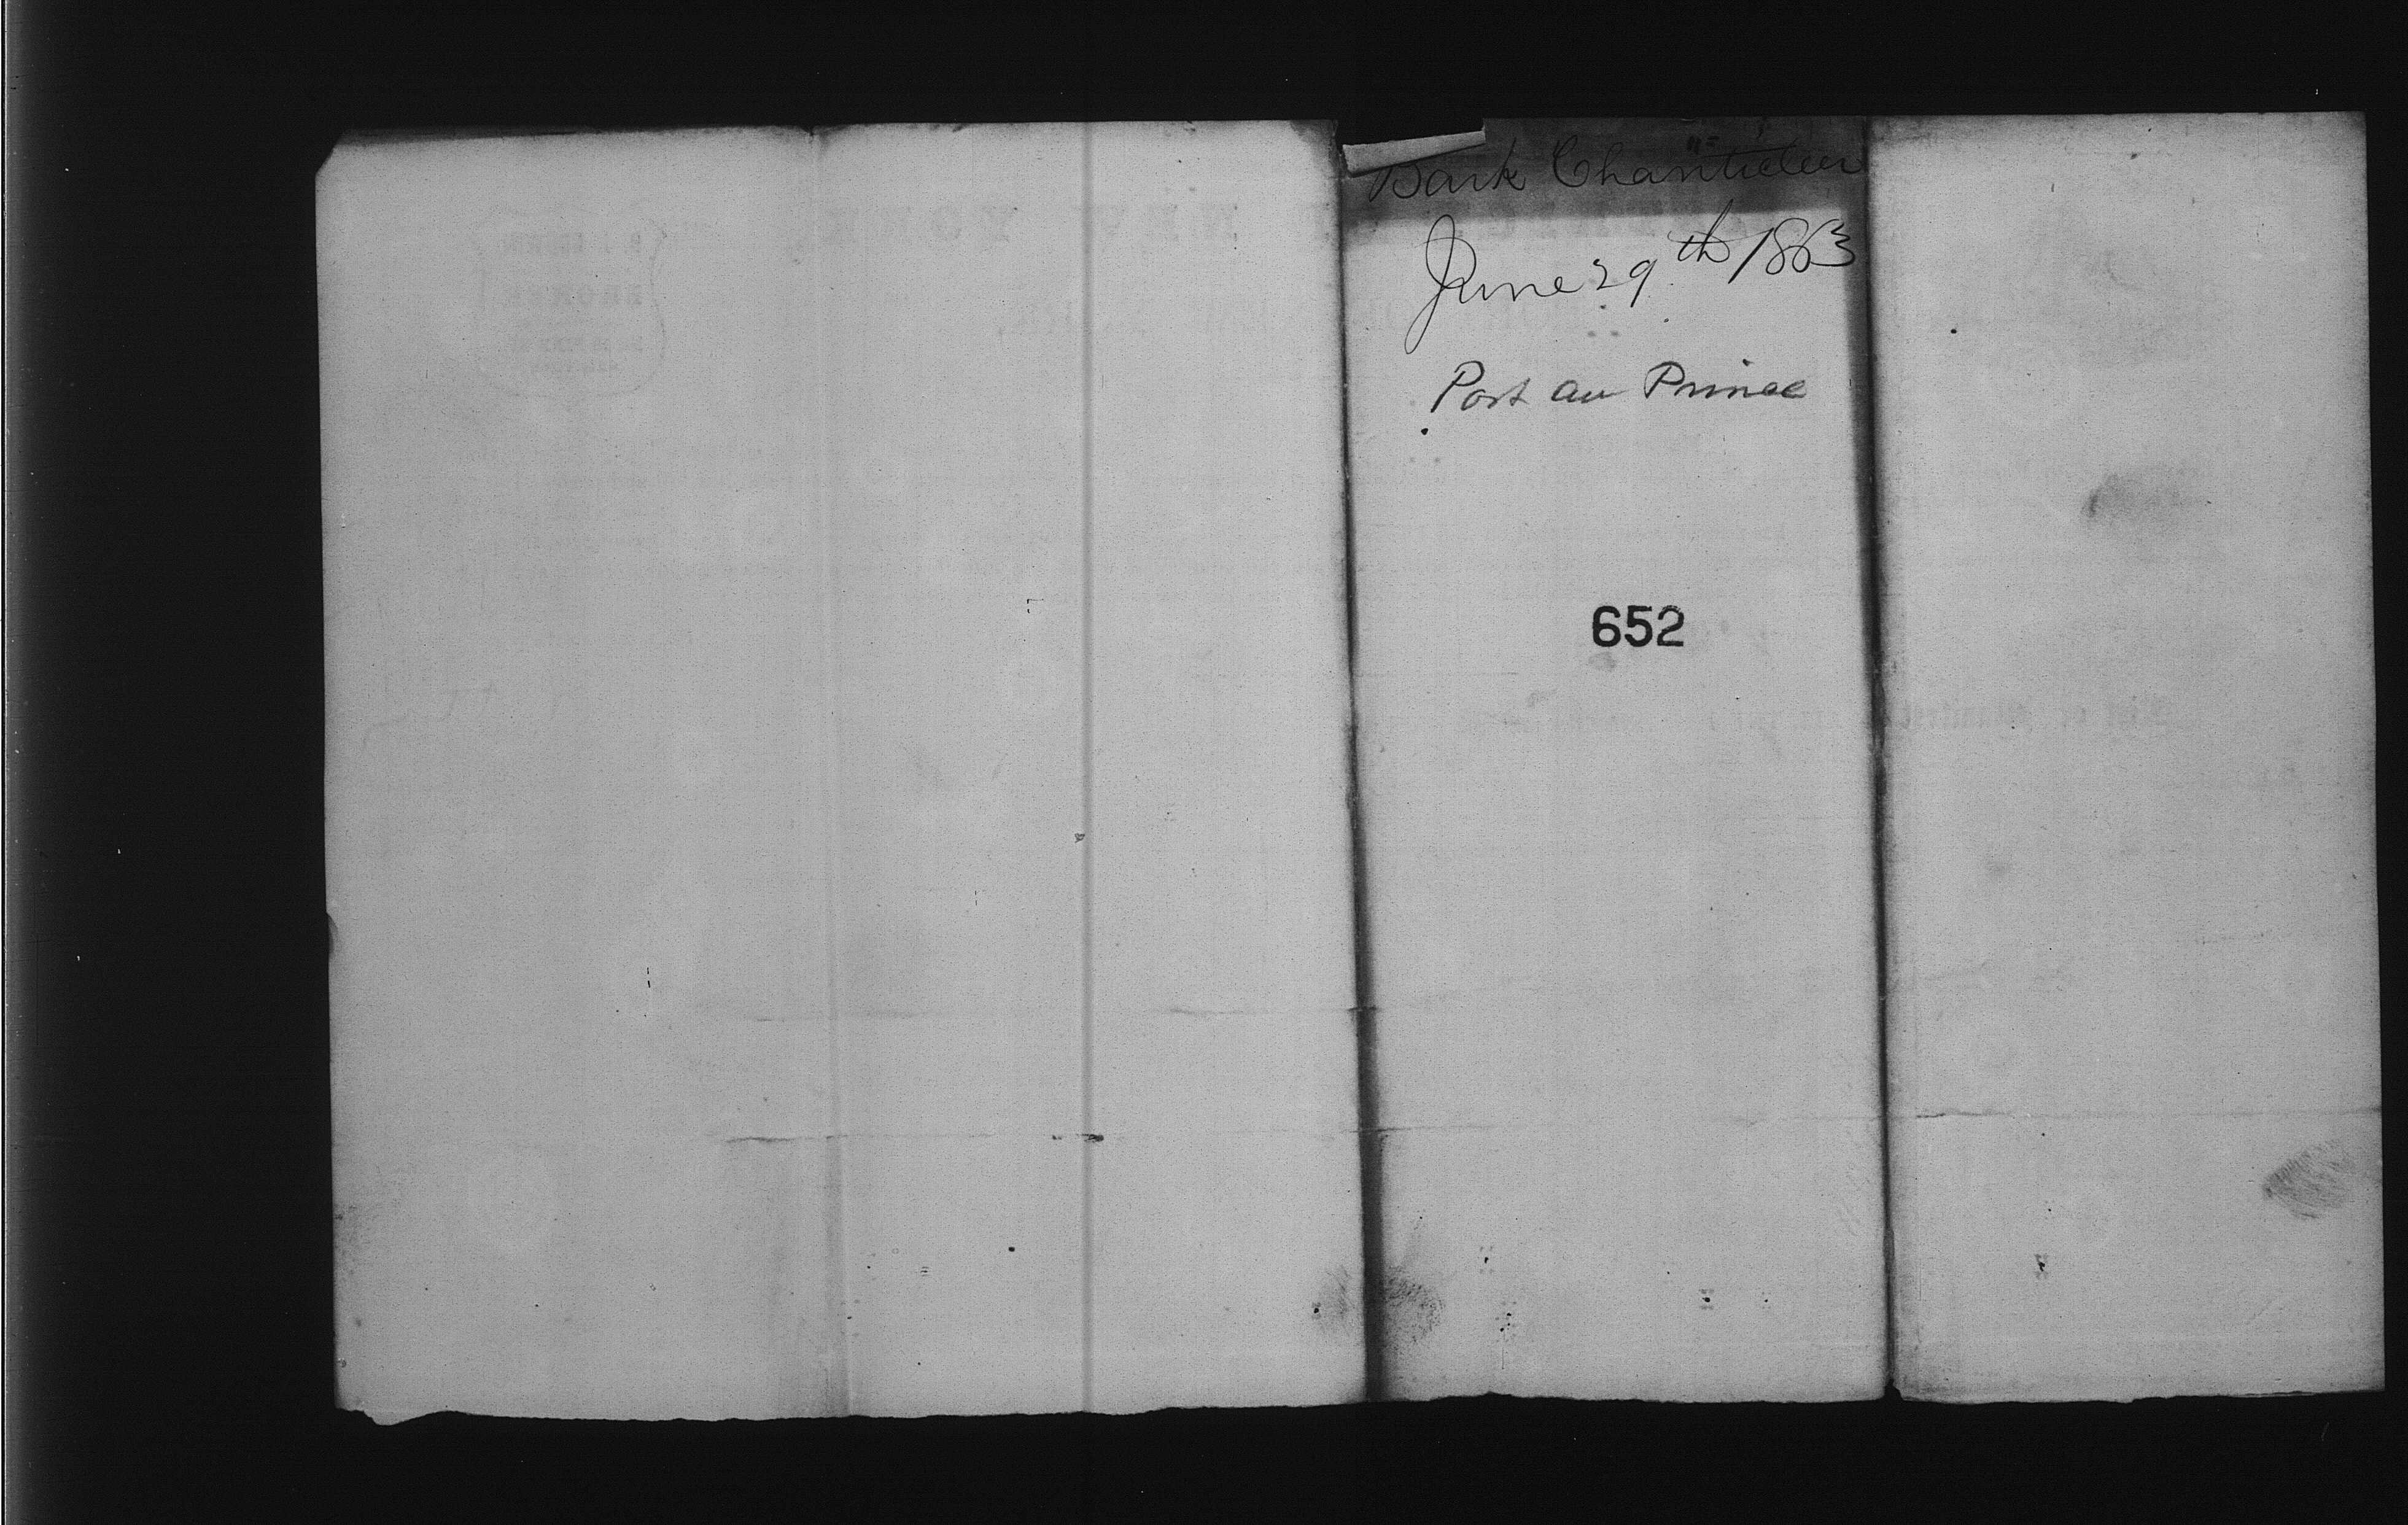 Bark Chanticleer
June 29th 1863
Port au Prince
652